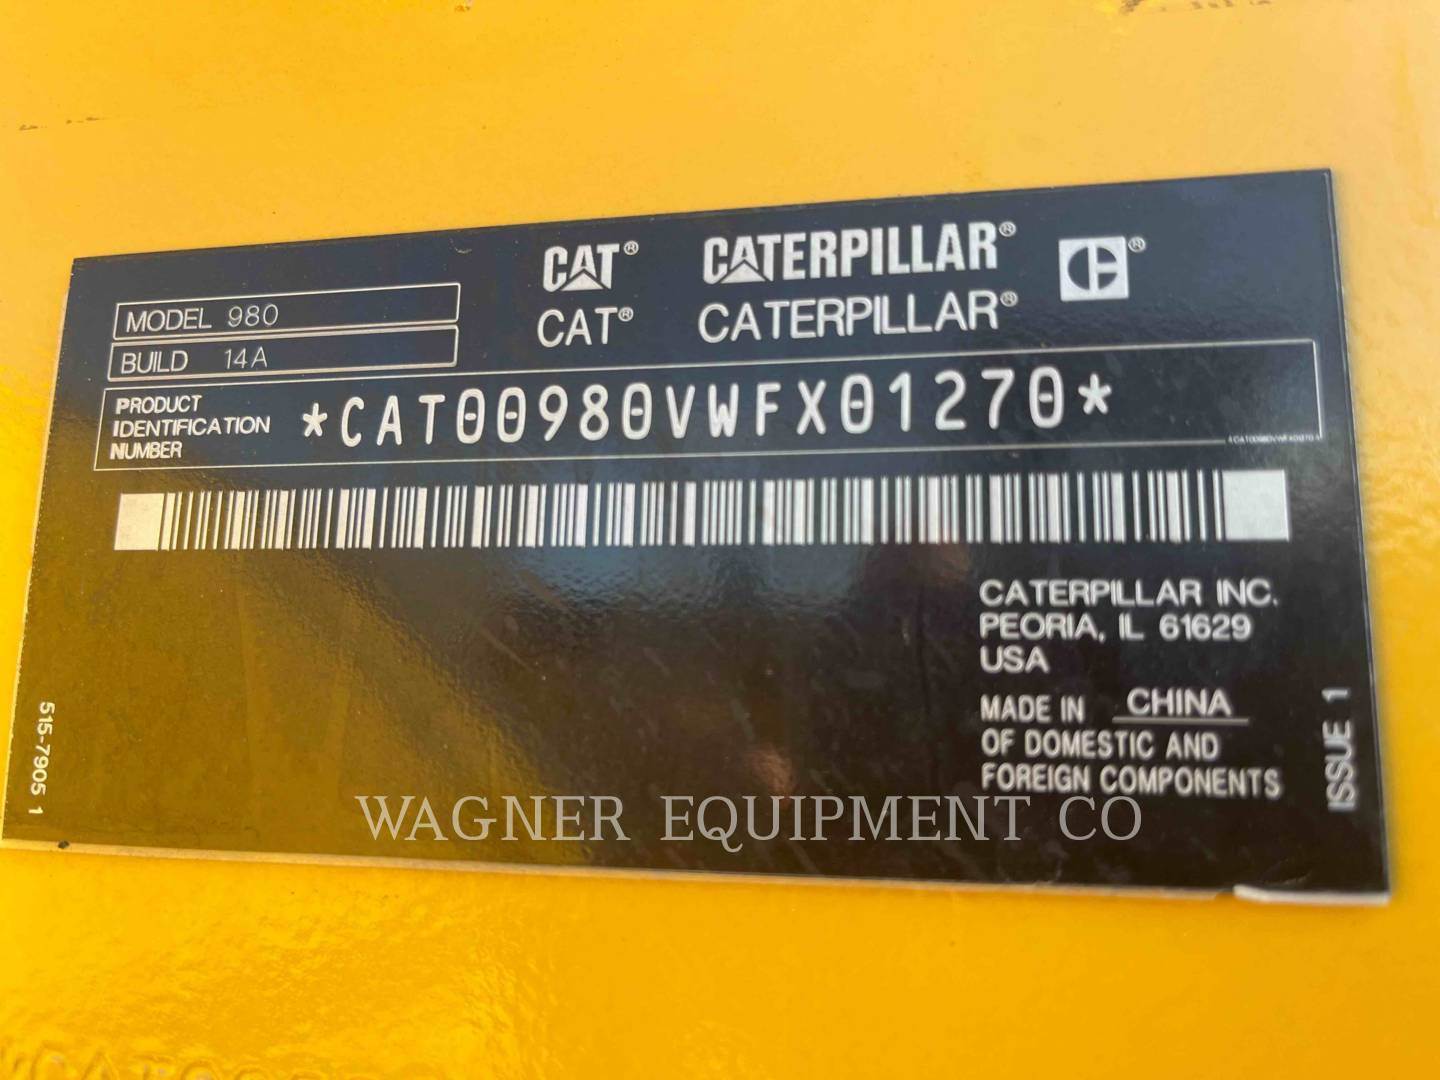 CAT® CATERPILLAR® C®
CAT® CATERPILLAR®
MODEL 980
BUILD 14A
PRODUCT IDENTIFICATION NUMBER
*CAT00980VWFX01270*
CATERPILLAR INC.
PEORIA, IL 61629
USA
MADE IN CHINA
OF DOMESTIC AND
FOREIGN COMPONENTS
515-7905 1
ISSUE 1
WAGNER EQUIPMENT CO